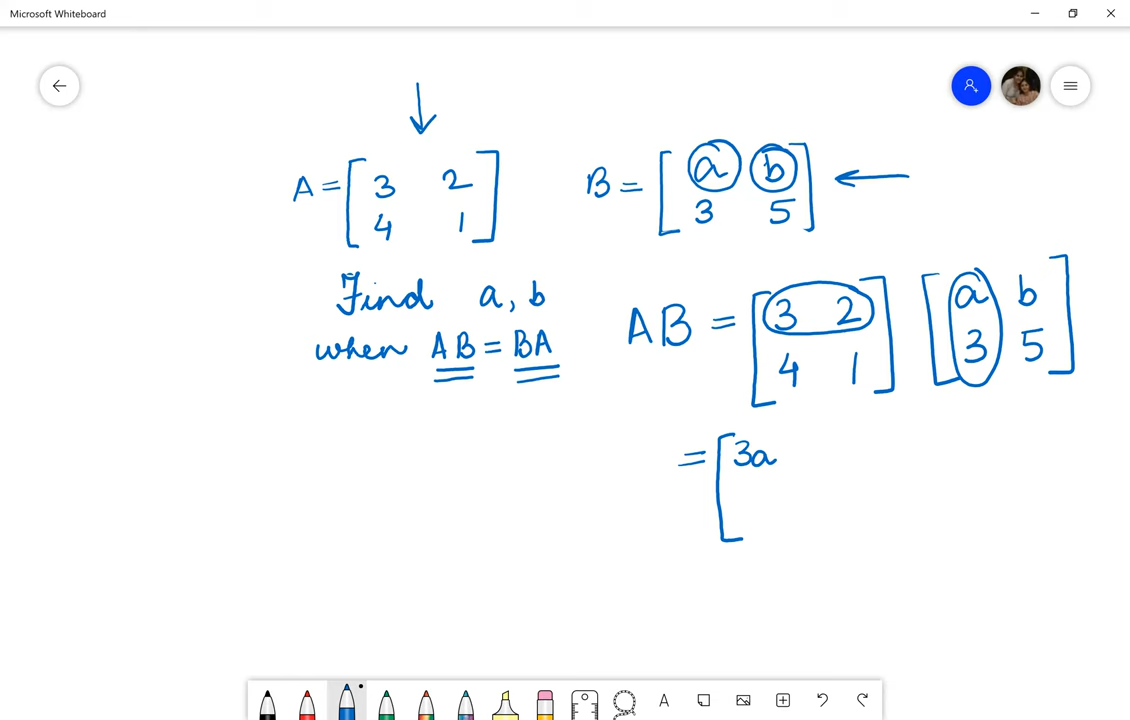 Microsoft Whiteboard
A = [ 3 2
4 1 ]
B = [ a b
3 5 ]
Find a, b
when AB = BA
AB = [ 3 2
4 1 ] [ a b
3 5 ]
= [ 3a
A